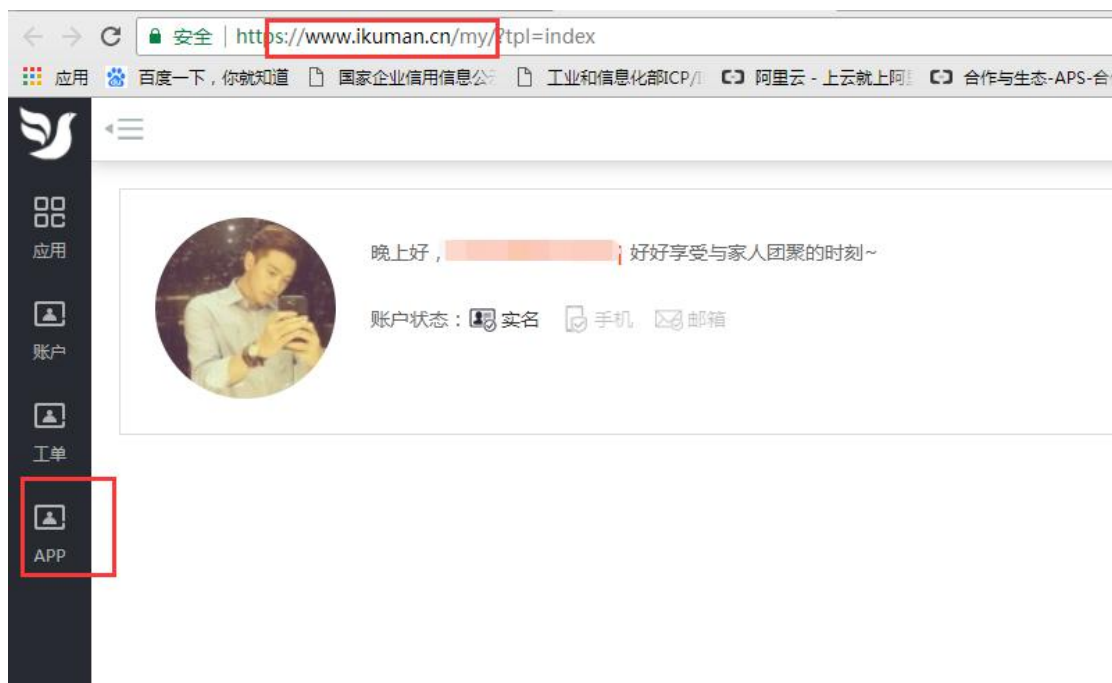 安全 | https://www.ikuman.cn/my/?tpl=index
应用 百度一下，你就知道 国家企业信用信息公 工业和信息化部ICP/I 阿里云 - 上云就上阿 合作与生态-APS-合
应用
账户
工单
APP
晚上好， 好好享受与家人团聚的时刻~
账户状态：实名 手机 邮箱